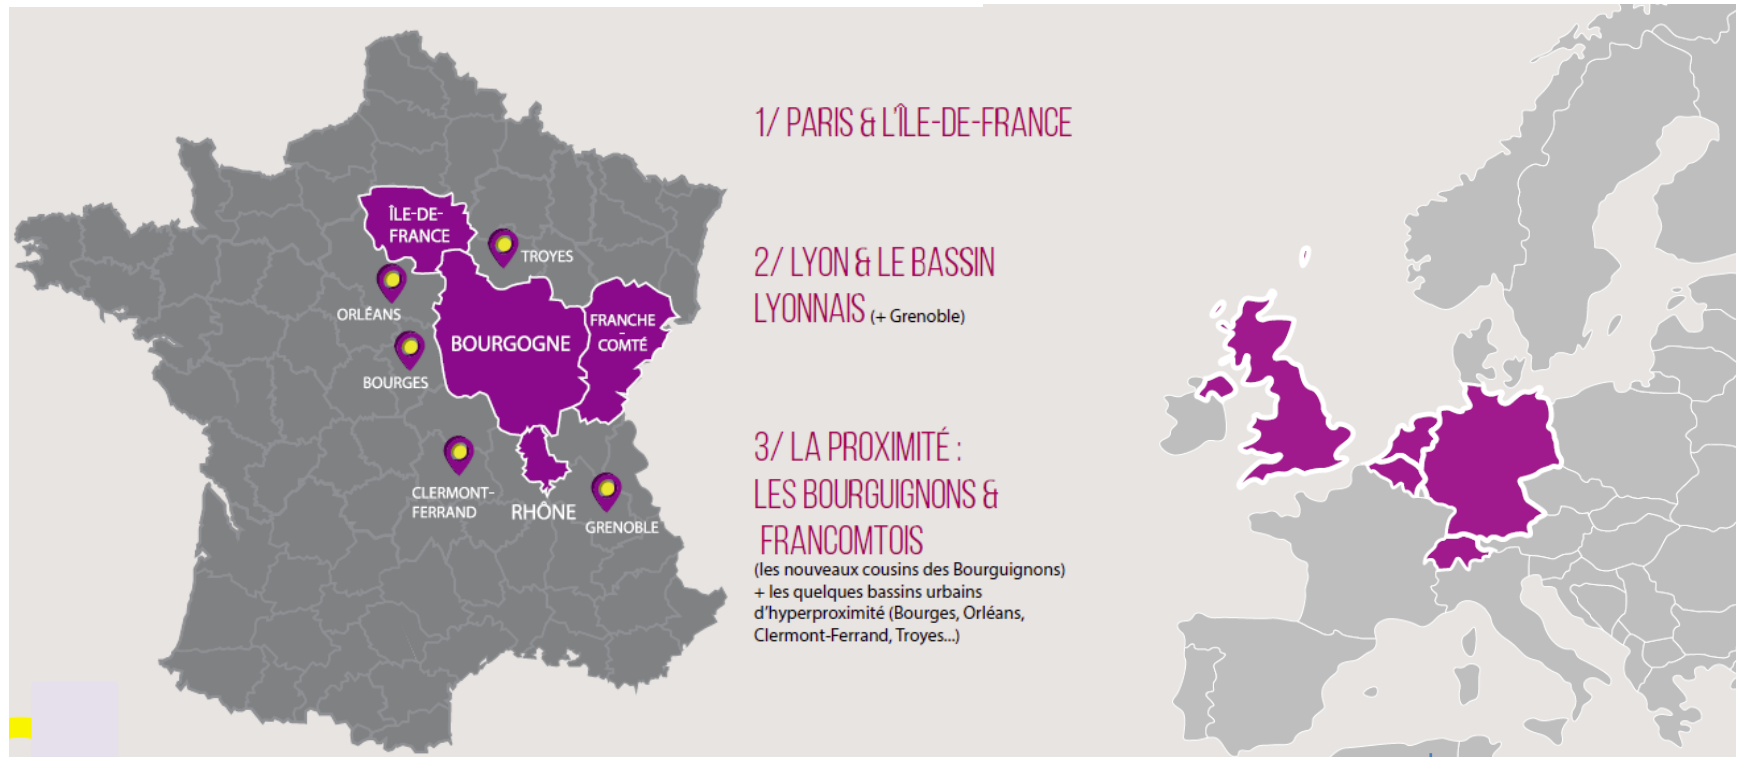 ÎLE-DE-
FRANCE
TROYES
ORLÉANS
BOURGOGNE
FRANCHE
–
COMTÉ
BOURGES
CLERMONT-
FERRAND
RHÔNE
GRENOBLE
1/ PARIS & L'ÎLE-DE-FRANCE
2/ LYON & LE BASSIN
LYONNAIS (+ Grenoble)
3/ LA PROXIMITÉ :
LES BOURGUIGNONS &
FRANCOMTOIS
(les nouveaux cousins des Bourguignons)
+ les quelques bassins urbains
d'hyperproximité (Bourges, Orléans,
Clermont-Ferrand, Troyes...)